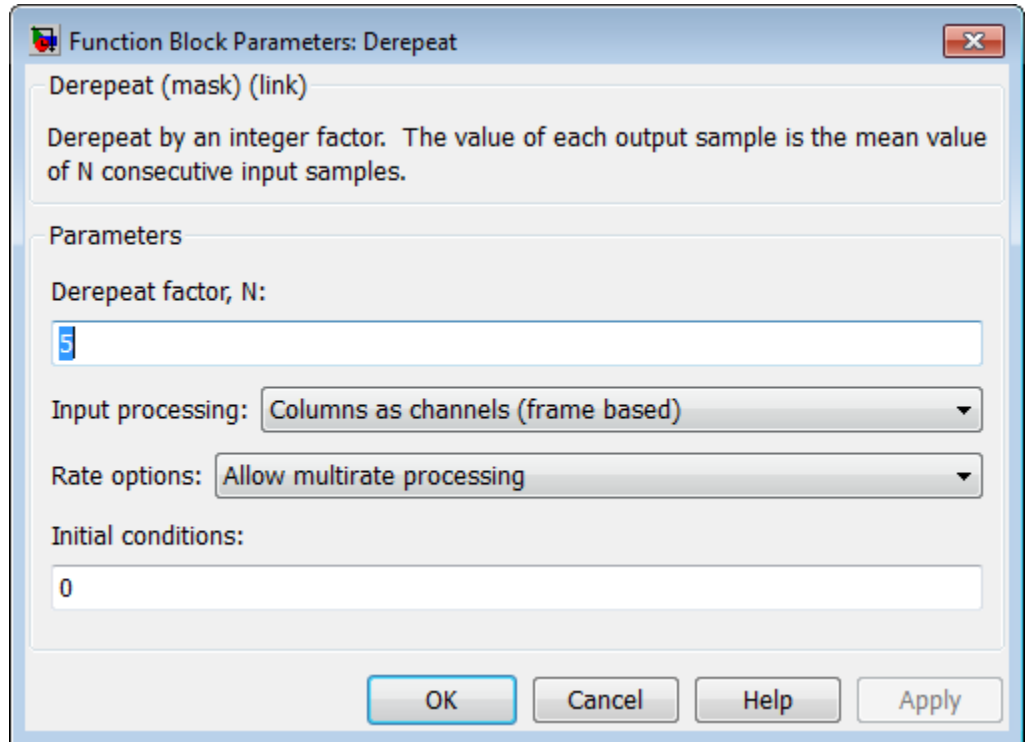 Function Block Parameters: Derepeat
Derepeat (mask) (link)
Derepeat by an integer factor.  The value of each output sample is the mean value
of N consecutive input samples.
Parameters
Derepeat factor, N:
5
Input processing: Columns as channels (frame based)
Rate options: Allow multirate processing
Initial conditions:
0
OK Cancel Help Apply